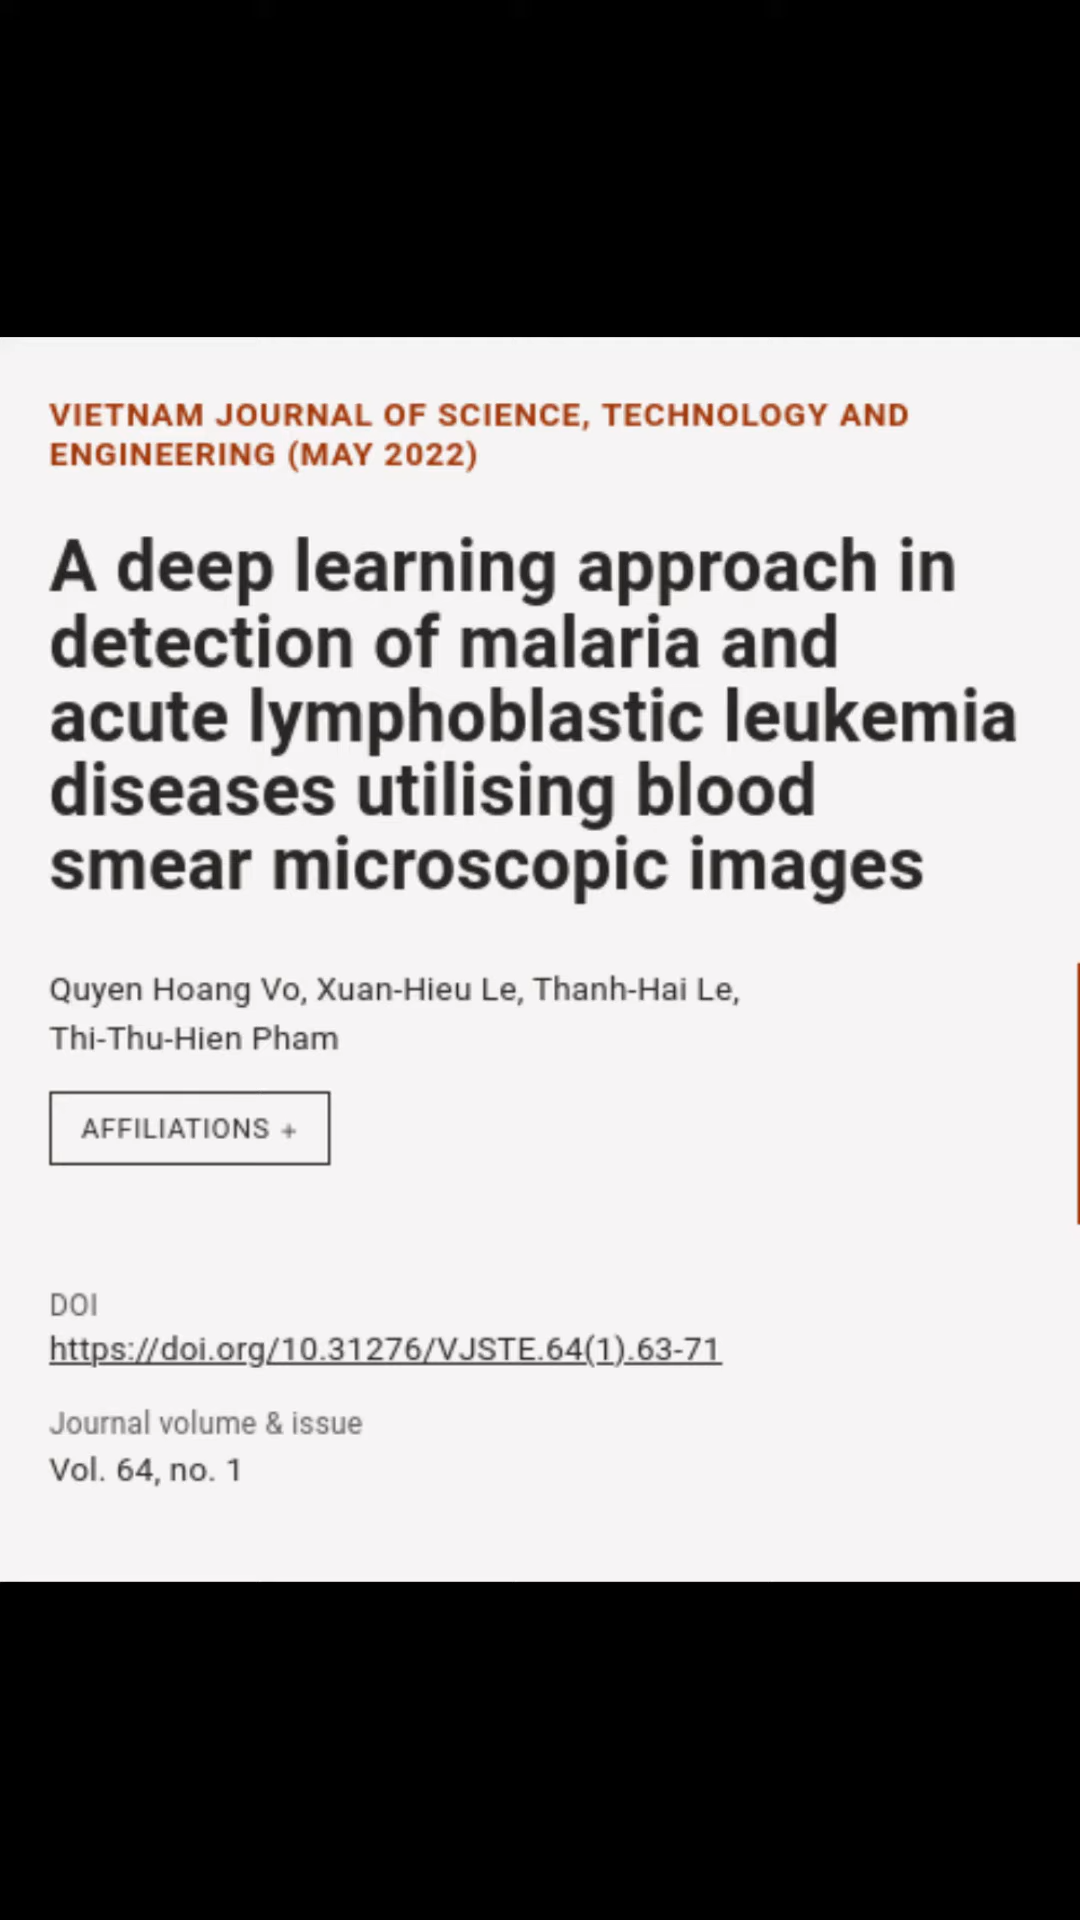 VIETNAM JOURNAL OF SCIENCE, TECHNOLOGY AND
ENGINEERING (MAY 2022)
A deep learning approach in
detection of malaria and
acute lymphoblastic leukemia
diseases utilising blood
smear microscopic images
Quyen Hoang Vo, Xuan-Hieu Le, Thanh-Hai Le,
Thi-Thu-Hien Pham
AFFILIATIONS +
DOI
https://doi.org/10.31276/VJSTE.64(1).63-71
Journal volume & issue
Vol. 64, no. 1